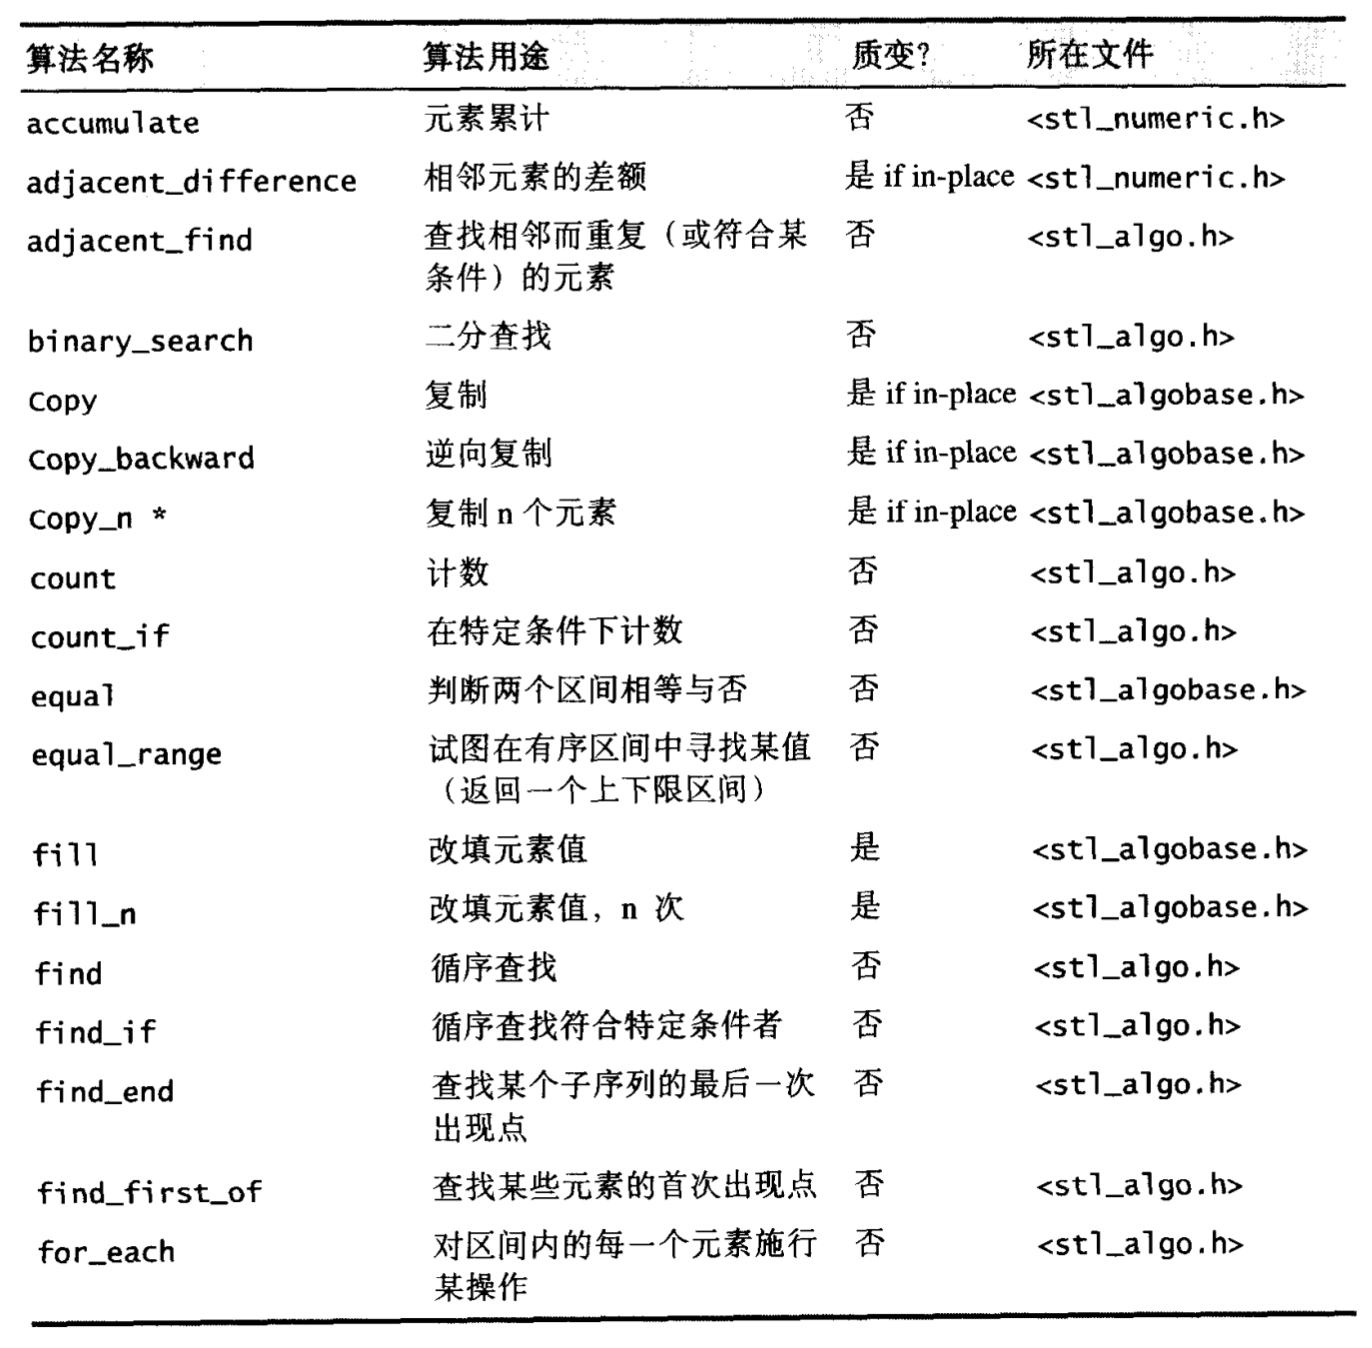 算法名称 算法用途 质变? 所在文件
accumulate 元素累计 否 <stl_numeric.h>
adjacent_difference 相邻元素的差额 是 if in-place <stl_numeric.h>
adjacent_find 查找相邻而重复（或符合某 否 <stl_algo.h>
条件）的元素
binary_search 二分查找 否 <stl_algo.h>
Copy 复制 是 if in-place <stl_algobase.h>
Copy_backward 逆向复制 是 if in-place <stl_algobase.h>
Copy_n * 复制 n 个元素 是 if in-place <stl_algobase.h>
count 计数 否 <stl_algo.h>
count_if 在特定条件下计数 否 <stl_algo.h>
equal 判断两个区间相等与否 否 <stl_algobase.h>
equal_range 试图在有序区间中寻找某值 否 <stl_algo.h>
（返回一个上下限区间）
fill 改填元素值 是 <stl_algobase.h>
fill_n 改填元素值，n 次 是 <stl_algobase.h>
find 循序查找 否 <stl_algo.h>
find_if 循序查找符合特定条件者 否 <stl_algo.h>
find_end 查找某个子序列的最后一次 否 <stl_algo.h>
出现点
find_first_of 查找某些元素的首次出现点 否 <stl_algo.h>
for_each 对区间内的每一个元素施行 否 <stl_algo.h>
某操作